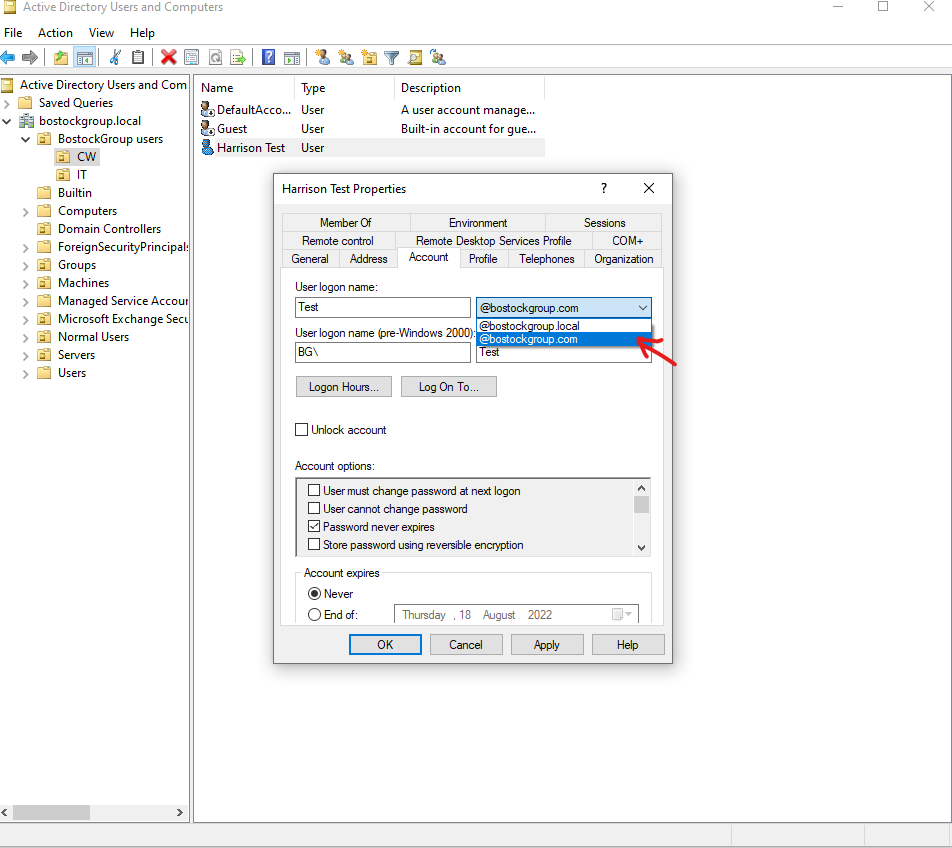 Active Directory Users and Computers
File Action View Help
Active Directory Users and Com
Saved Queries
bostockgroup.local
BostockGroup users
CW
IT
Builtin
Computers
Domain Controllers
ForeignSecurityPrincipals
Groups
Machines
Managed Service Accour
Microsoft Exchange Secu
Normal Users
Servers
Users
Name Type Description
DefaultAcco... User A user account manage...
Guest User Built-in account for gue...
Harrison Test User
Harrison Test Properties
Member Of Environment Sessions
Remote control Remote Desktop Services Profile COM+
General Address Account Profile Telephones Organization
User logon name:
Test @bostockgroup.com
@bostockgroup.local
User logon name (pre-Windows 2000): @bostockgroup.com
BG\ Test
Logon Hours... Log On To...
Unlock account
Account options:
User must change password at next logon
User cannot change password
Password never expires
Store password using reversible encryption
Account expires
Never
End of: Thursday , 18 August 2022
OK Cancel Apply Help